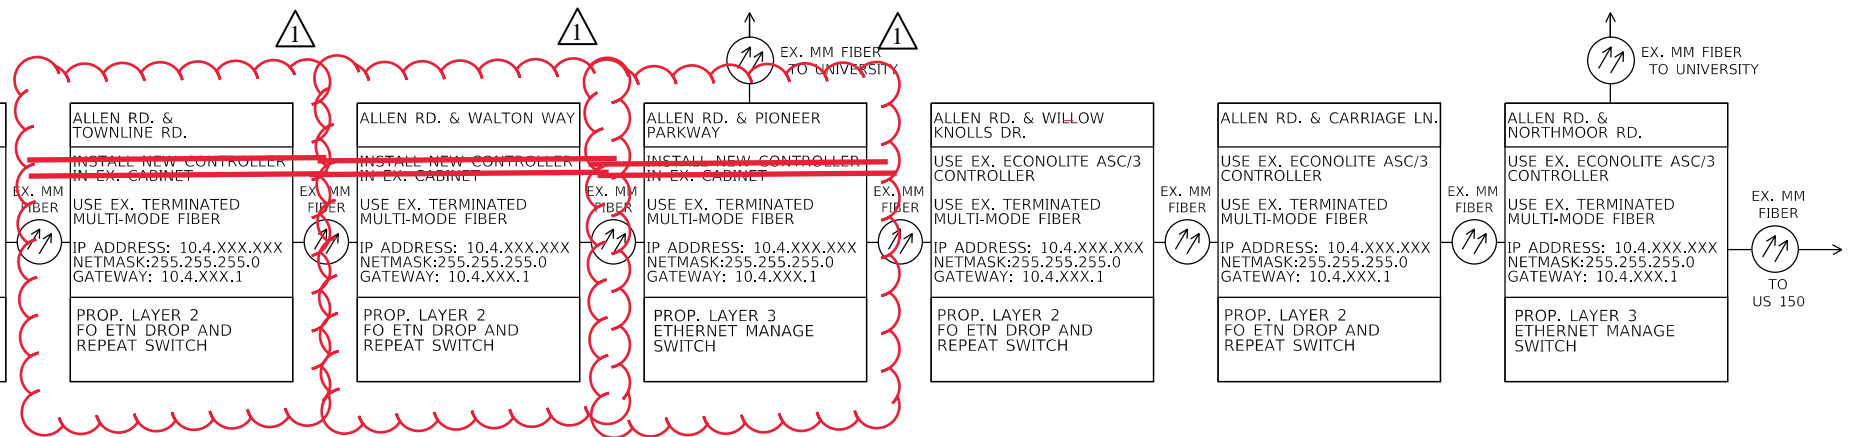 1
1
1
EX. MM FIBER
TO UNIVERSITY
EX. MM FIBER
TO UNIVERSITY
ALLEN RD. &
TOWNLINE RD.
INSTALL NEW CONTROLLER
IN EX. CABINET
USE EX. TERMINATED
MULTI-MODE FIBER
IP ADDRESS: 10.4.XXX.XXX
NETMASK:255.255.255.0
GATEWAY: 10.4.XXX.1
PROP. LAYER 2
FO ETN DROP AND
REPEAT SWITCH
ALLEN RD. & WALTON WAY
INSTALL NEW CONTROLLER
IN EX. CABINET
USE EX. TERMINATED
MULTI-MODE FIBER
IP ADDRESS: 10.4.XXX.XXX
NETMASK:255.255.255.0
GATEWAY: 10.4.XXX.1
PROP. LAYER 2
FO ETN DROP AND
REPEAT SWITCH
ALLEN RD. & PIONEER
PARKWAY
INSTALL NEW CONTROLLER
IN EX. CABINET
USE EX. TERMINATED
MULTI-MODE FIBER
IP ADDRESS: 10.4.XXX.XXX
NETMASK:255.255.255.0
GATEWAY: 10.4.XXX.1
PROP. LAYER 3
ETHERNET MANAGE
SWITCH
ALLEN RD. & WILLOW
KNOLLS DR.
USE EX. ECONOLITE ASC/3
CONTROLLER
USE EX. TERMINATED
MULTI-MODE FIBER
IP ADDRESS: 10.4.XXX.XXX
NETMASK:255.255.255.0
GATEWAY: 10.4.XXX.1
PROP. LAYER 2
FO ETN DROP AND
REPEAT SWITCH
ALLEN RD. & CARRIAGE LN.
USE EX. ECONOLITE ASC/3
CONTROLLER
USE EX. TERMINATED
MULTI-MODE FIBER
IP ADDRESS: 10.4.XXX.XXX
NETMASK:255.255.255.0
GATEWAY: 10.4.XXX.1
PROP. LAYER 2
FO ETN DROP AND
REPEAT SWITCH
ALLEN RD. &
NORTHMOOR RD.
USE EX. ECONOLITE ASC/3
CONTROLLER
USE EX. TERMINATED
MULTI-MODE FIBER
IP ADDRESS: 10.4.XXX.XXX
NETMASK:255.255.255.0
GATEWAY: 10.4.XXX.1
PROP. LAYER 3
ETHERNET MANAGE
SWITCH
EX. MM
FIBER
EX. MM
FIBER
EX. MM
FIBER
EX. MM
FIBER
EX. MM
FIBER
EX. MM
FIBER
EX. MM
FIBER
TO
US 150